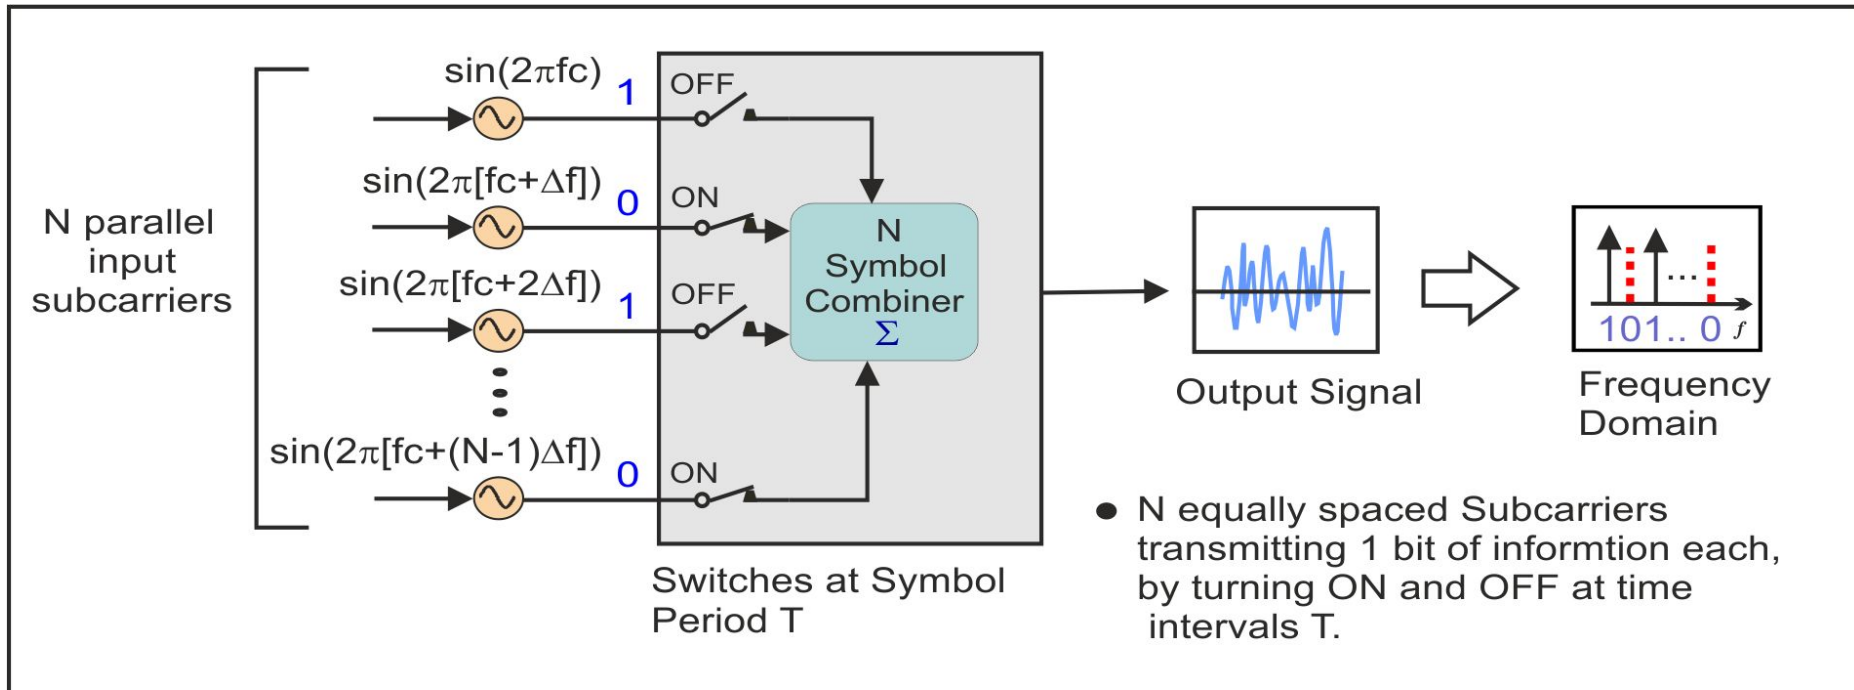 sin(2πfc)
1
OFF
sin(2π[fc+Δf])
0
ON
N parallel
input
subcarriers
sin(2π[fc+2Δf])
1
OFF
N
Symbol
Combiner
Σ
sin(2π[fc+(N-1)Δf])
0
ON
Switches at Symbol
Period T
Output Signal
...
101.. 0 f
Frequency
Domain
● N equally spaced Subcarriers
transmitting 1 bit of informtion each,
by turning ON and OFF at time
intervals T.